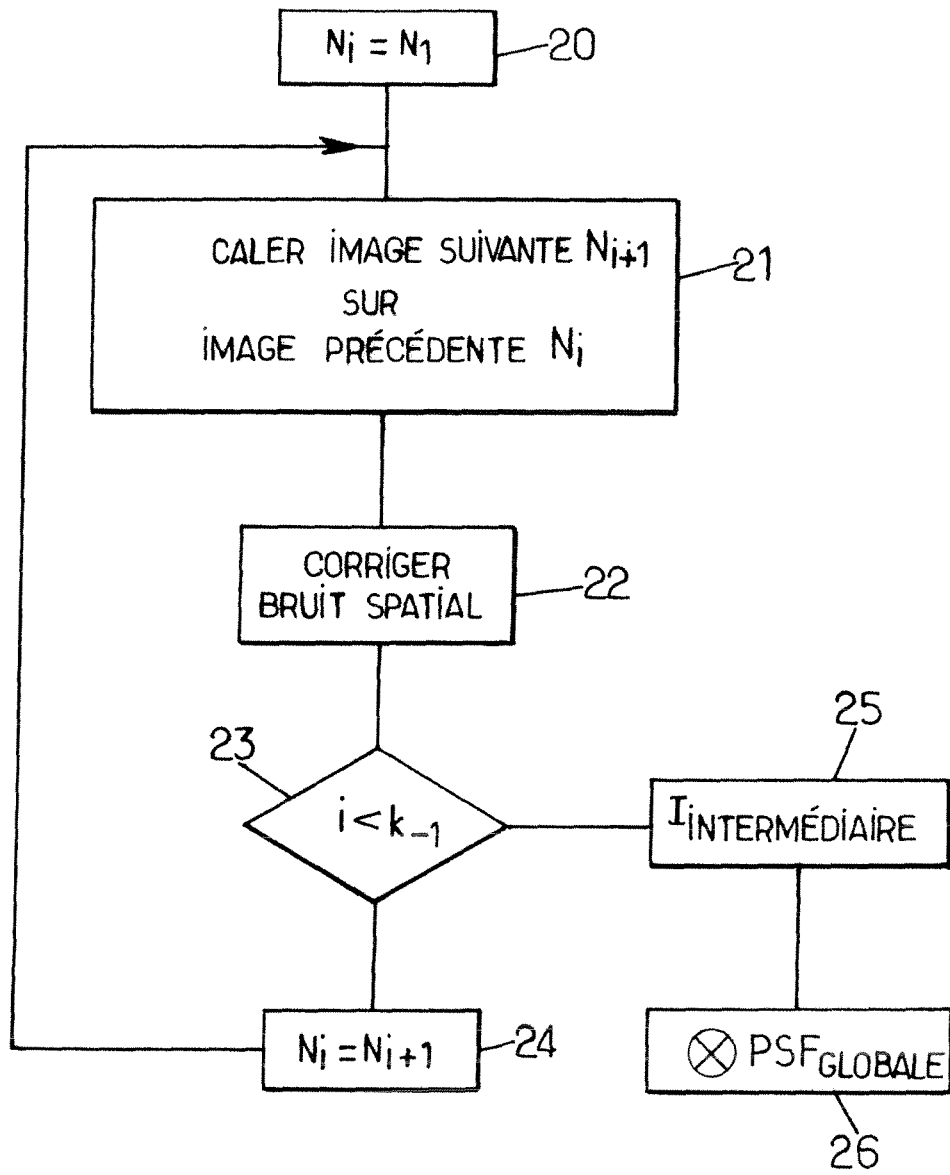 Ni = N1
20
CALER IMAGE SUIVANTE Ni+1
SUR
IMAGE PRÉCÉDENTE Ni
21
CORRIGER
BRUIT SPATIAL
22
23
i < k-1
25
IINTERMÉDIAIRE
Ni = Ni+1
24
⊗ PSFGLOBALE
26